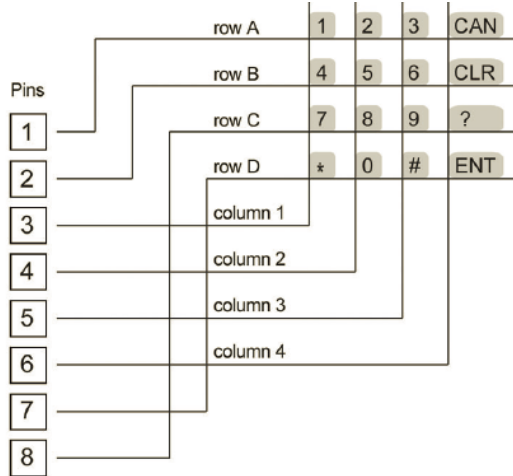 row A 1 2 3 CAN
row B 4 5 6 CLR
Pins
row C 7 8 9 ?
1
row D * 0 # ENT
2
column 1
3
column 2
4
column 3
5
column 4
6
7
8